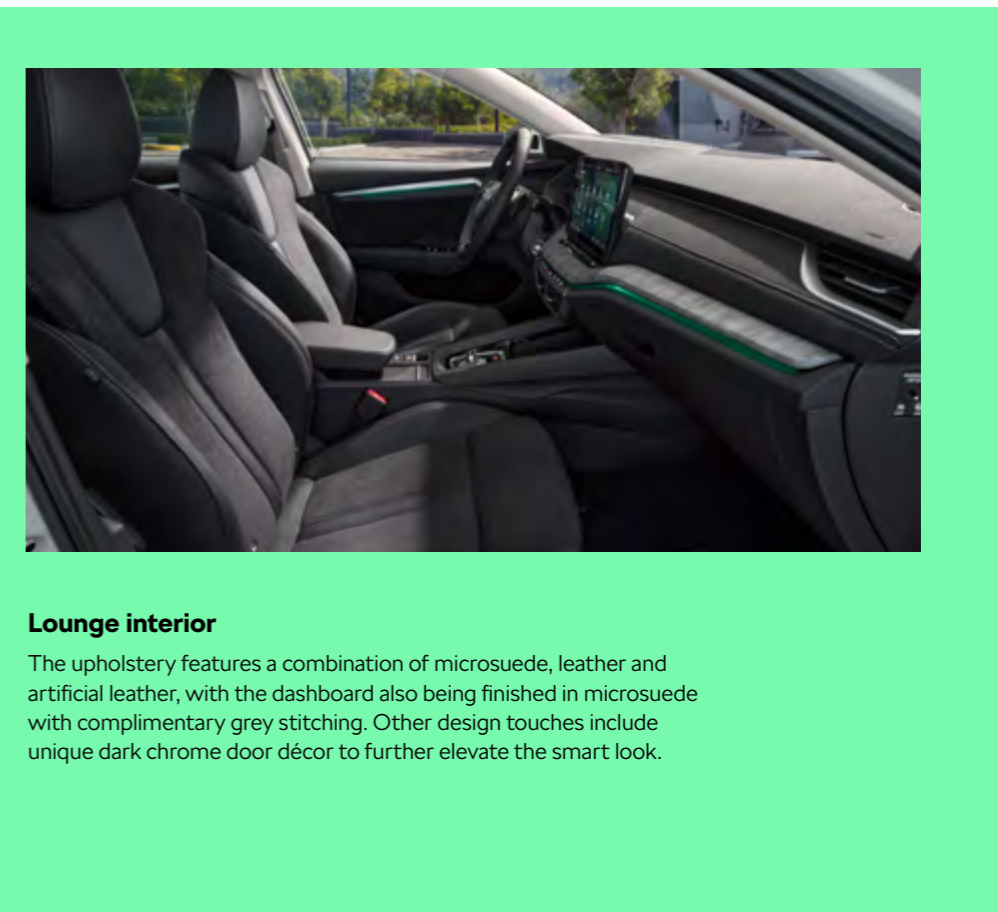 Lounge interior
The upholstery features a combination of microsuede, leather and
artificial leather, with the dashboard also being finished in microsuede
with complimentary grey stitching. Other design touches include
unique dark chrome door décor to further elevate the smart look.